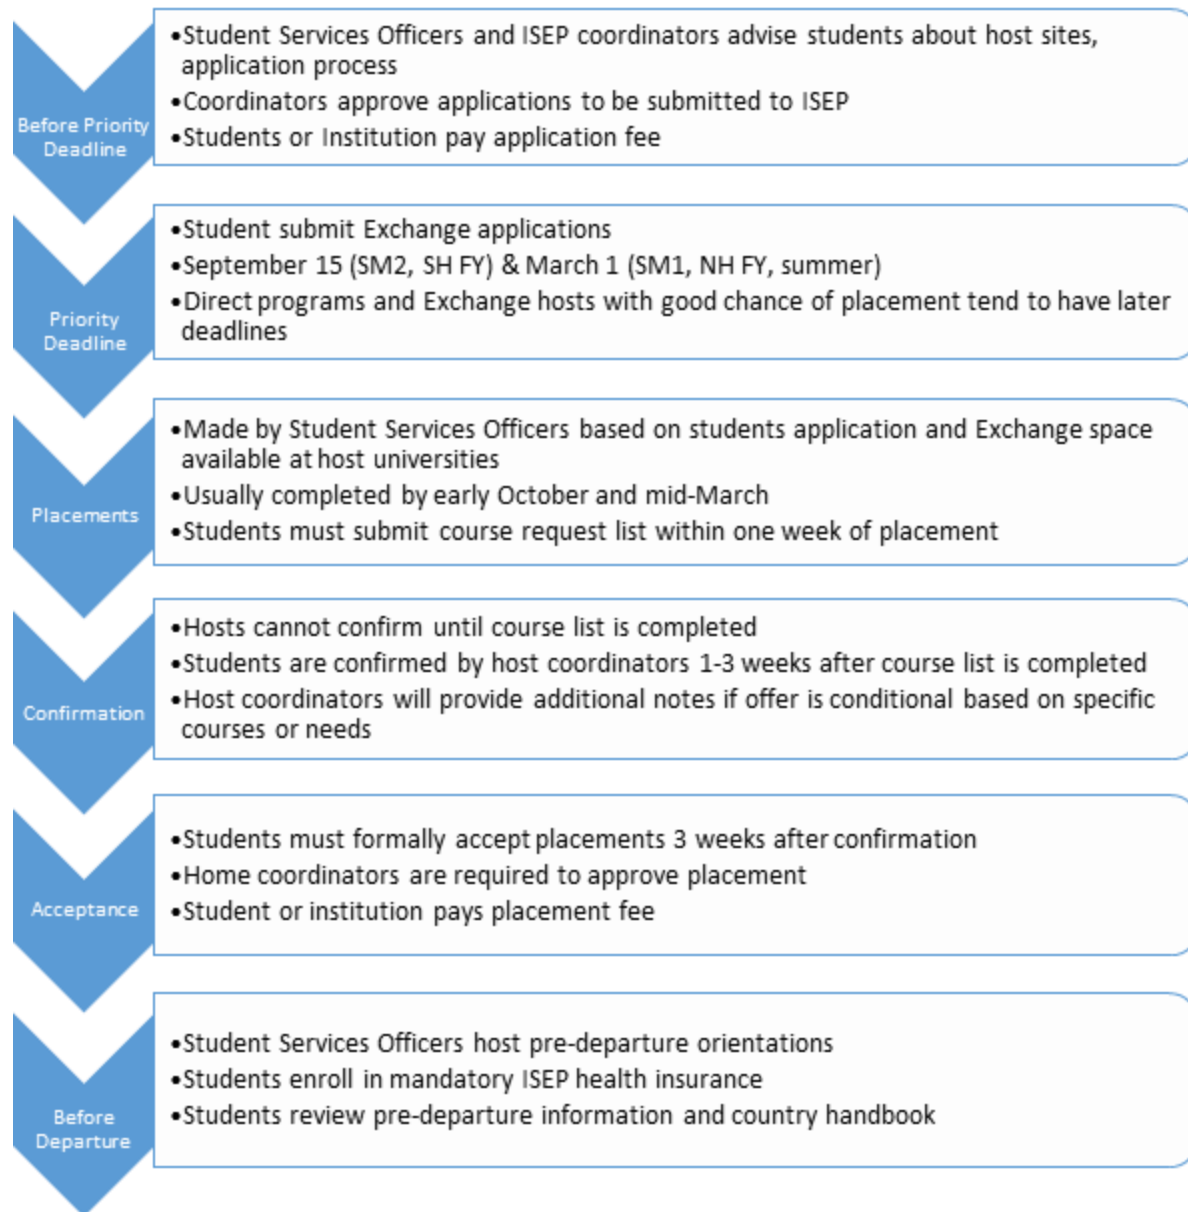 Before Priority
Deadline
•Student Services Officers and ISEP coordinators advise students about host sites,
application process
•Coordinators approve applications to be submitted to ISEP
•Students or Institution pay application fee
Priority
Deadline
•Student submit Exchange applications
•September 15 (SM2, SH FY) & March 1 (SM1, NH FY, summer)
•Direct programs and Exchange hosts with good chance of placement tend to have later
deadlines
Placements
•Made by Student Services Officers based on students application and Exchange space
available at host universities
•Usually completed by early October and mid-March
•Students must submit course request list within one week of placement
Confirmation
•Hosts cannot confirm until course list is completed
•Students are confirmed by host coordinators 1-3 weeks after course list is completed
•Host coordinators will provide additional notes if offer is conditional based on specific
courses or needs
Acceptance
•Students must formally accept placements 3 weeks after confirmation
•Home coordinators are required to approve placement
•Student or institution pays placement fee
Before
Departure
•Student Services Officers host pre-departure orientations
•Students enroll in mandatory ISEP health insurance
•Students review pre-departure information and country handbook